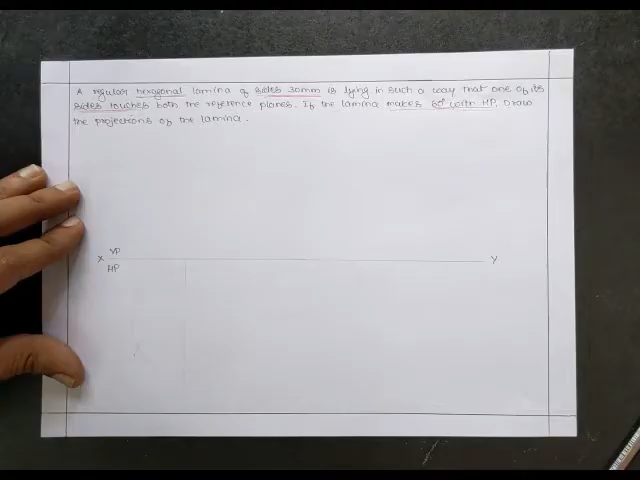 A regular hexagonal lamina of sides 30mm is lying in such a way that one of its
sides touches both the reference planes. If the lamina makes 60° with HP. Draw
the projections of the lamina.
X VP Y
HP